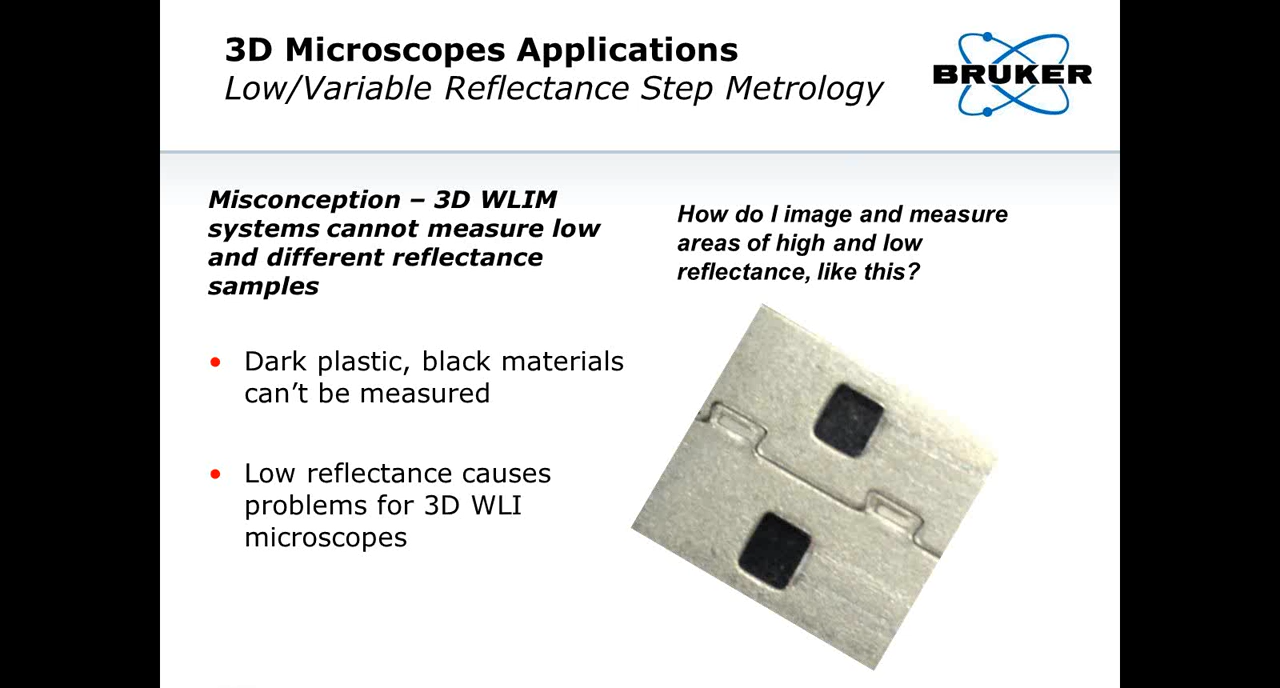 3D Microscopes Applications
Low/Variable Reflectance Step Metrology
BRUKER
Misconception – 3D WLIM
systems cannot measure low
and different reflectance
samples
• Dark plastic, black materials
can’t be measured
• Low reflectance causes
problems for 3D WLI
microscopes
How do I image and measure
areas of high and low
reflectance, like this?